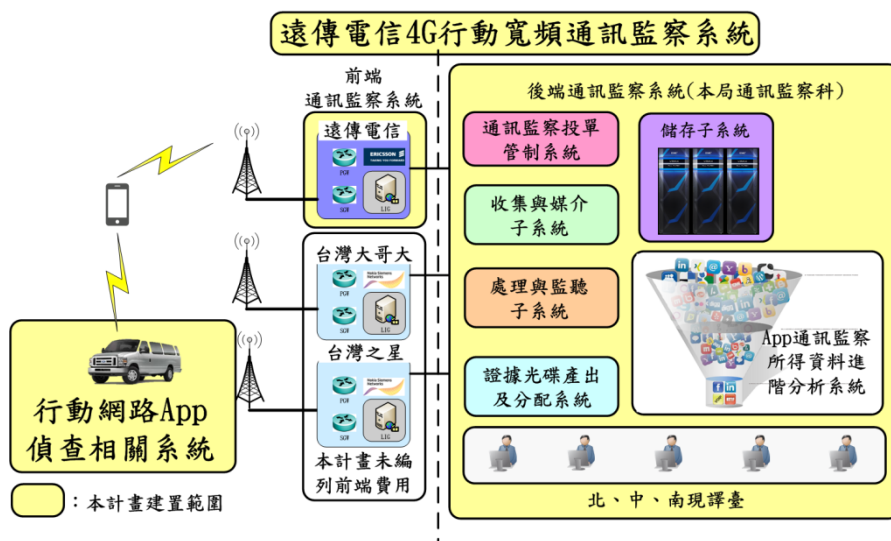 遠傳電信4G行動寬頻通訊監察系統
前端
通訊監察系統
遠傳電信
ERICSSON
PGW
SGW
LIG
台灣大哥大
Nokia Siemens
Networks
PGW
SGW
LIG
台灣之星
Nokia Siemens
Networks
PGW
SGW
LIG
本計畫未編
列前端費用
後端通訊監察系統(本局通訊監察科)
通訊監察投單
管制系統
儲存子系統
收集與媒介
子系統
處理與監聽
子系統
App通訊監察
所得資料進
階分析系統
證據光碟產出
及分配系統
北、中、南現譯臺
行動網路App
偵查相關系統
：本計畫建置範圍